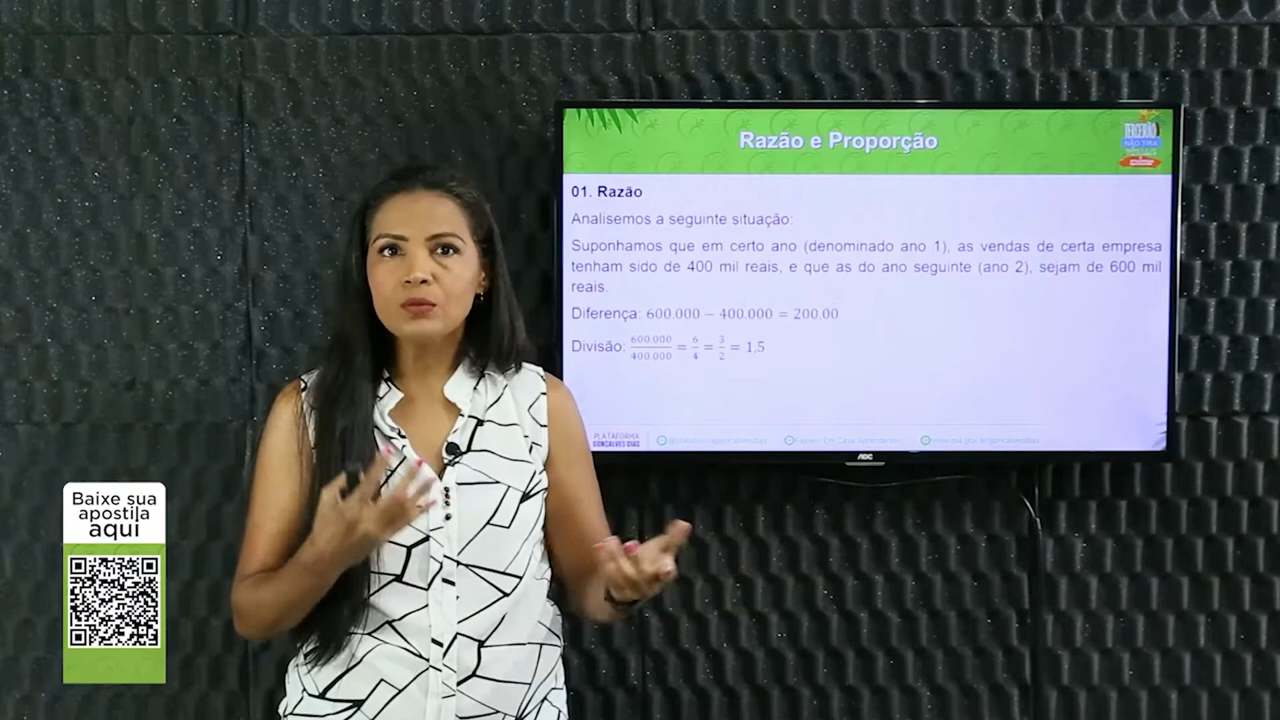 Razão e Proporção
TERCEIRÃO
NÃO TIRA
01. Razão
Analisemos a seguinte situação:
Suponhamos que em certo ano (denominado ano 1), as vendas de certa empresa
tenham sido de 400 mil reais, e que as do ano seguinte (ano 2), sejam de 600 mil
reais.
Diferença: 600.000 − 400.000 = 200.00
Divisão: 600.000/400.000 = 6/4 = 3/2 = 1,5
PLATAFORMA
GONÇALVES DIAS
AOC
Baixe sua
apostila
aqui